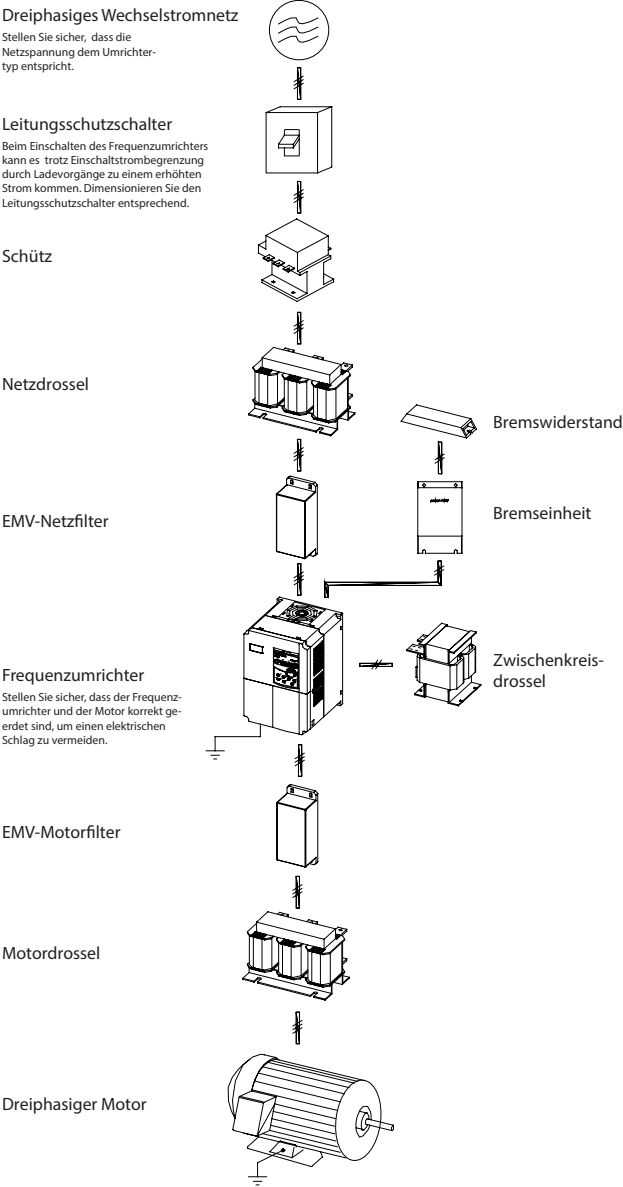 Dreiphasiges Wechselstromnetz
Stellen Sie sicher, dass die
Netzspannung dem Umrichter-
typ entspricht.
Leitungsschutzschalter
Beim Einschalten des Frequenzumrichters
kann es trotz Einschaltstrombegrenzung
durch Ladevorgänge zu einem erhöhten
Strom kommen. Dimensionieren Sie den
Leitungsschutzschalter entsprechend.
Schütz
Netzdrossel
Bremswiderstand
EMV-Netzfilter
Bremseinheit
Frequenzumrichter
Stellen Sie sicher, dass der Frequenz-
umrichter und der Motor korrekt ge-
erdet sind, um einen elektrischen
Schlag zu vermeiden.
Zwischenkreis-
drossel
EMV-Motorfilter
Motordrossel
Dreiphasiger Motor